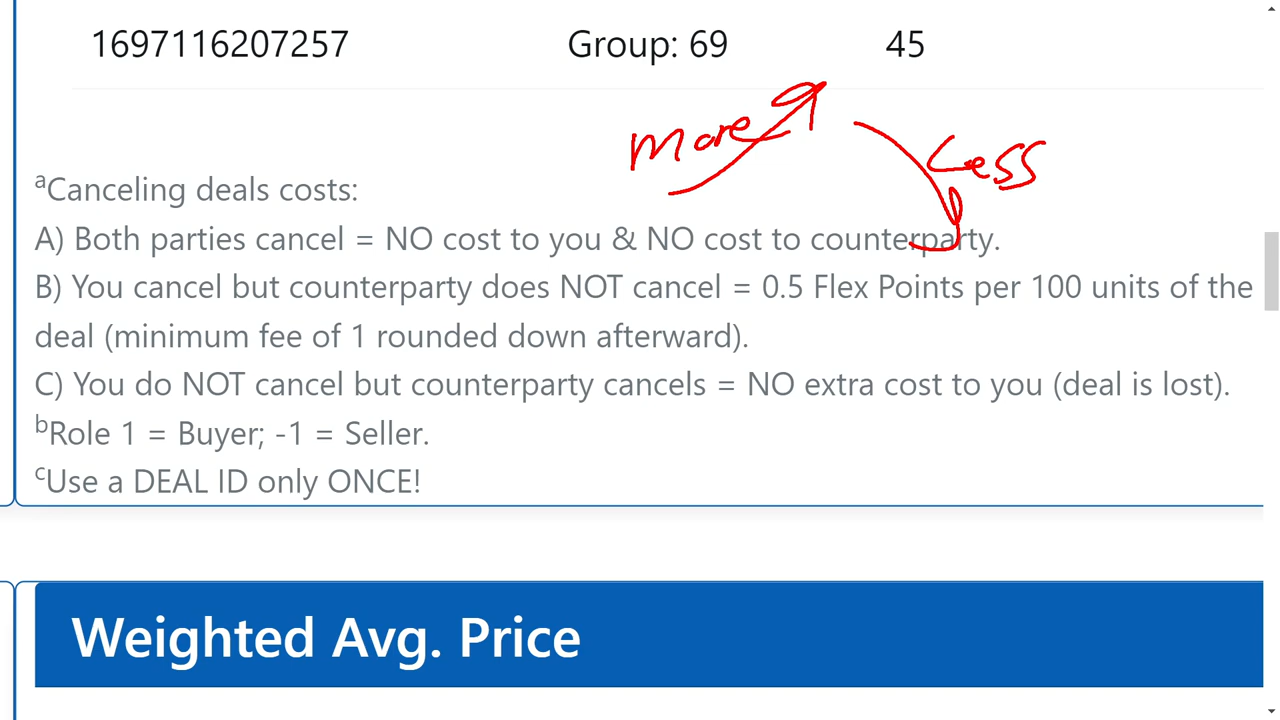 1697116207257 Group: 69 45
More Less
aCanceling deals costs:
A) Both parties cancel = NO cost to you & NO cost to counterparty.
B) You cancel but counterparty does NOT cancel = 0.5 Flex Points per 100 units of the
deal (minimum fee of 1 rounded down afterward).
C) You do NOT cancel but counterparty cancels = NO extra cost to you (deal is lost).
bRole 1 = Buyer; -1 = Seller.
cUse a DEAL ID only ONCE!
Weighted Avg. Price